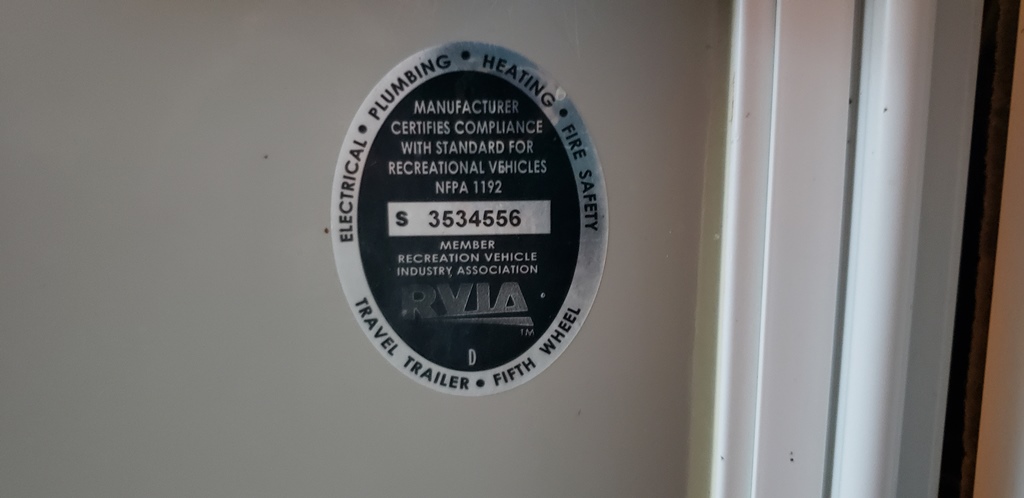 ELECTRICAL • PLUMBING • HEATING • FIRE SAFETY
MANUFACTURER
CERTIFIES COMPLIANCE
WITH STANDARD FOR
RECREATIONAL VEHICLES
NFPA 1192
S 3534556
MEMBER
RECREATION VEHICLE
INDUSTRY ASSOCIATION
RVIA
TM
D
TRAVEL TRAILER • FIFTH WHEEL